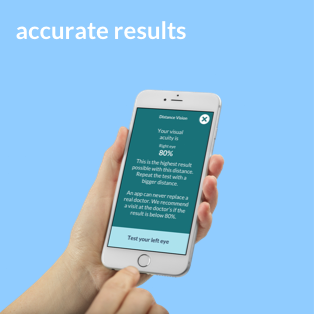 accurate results
Distance Vision
Your visual
acuity is
Right eye
80%
This is the highest result
possible with this distance.
Repeat the test with a
bigger distance.
An app can never replace a
real doctor. We recommend
a visit at the doctor's if the
result is below 80%.
Test your left eye